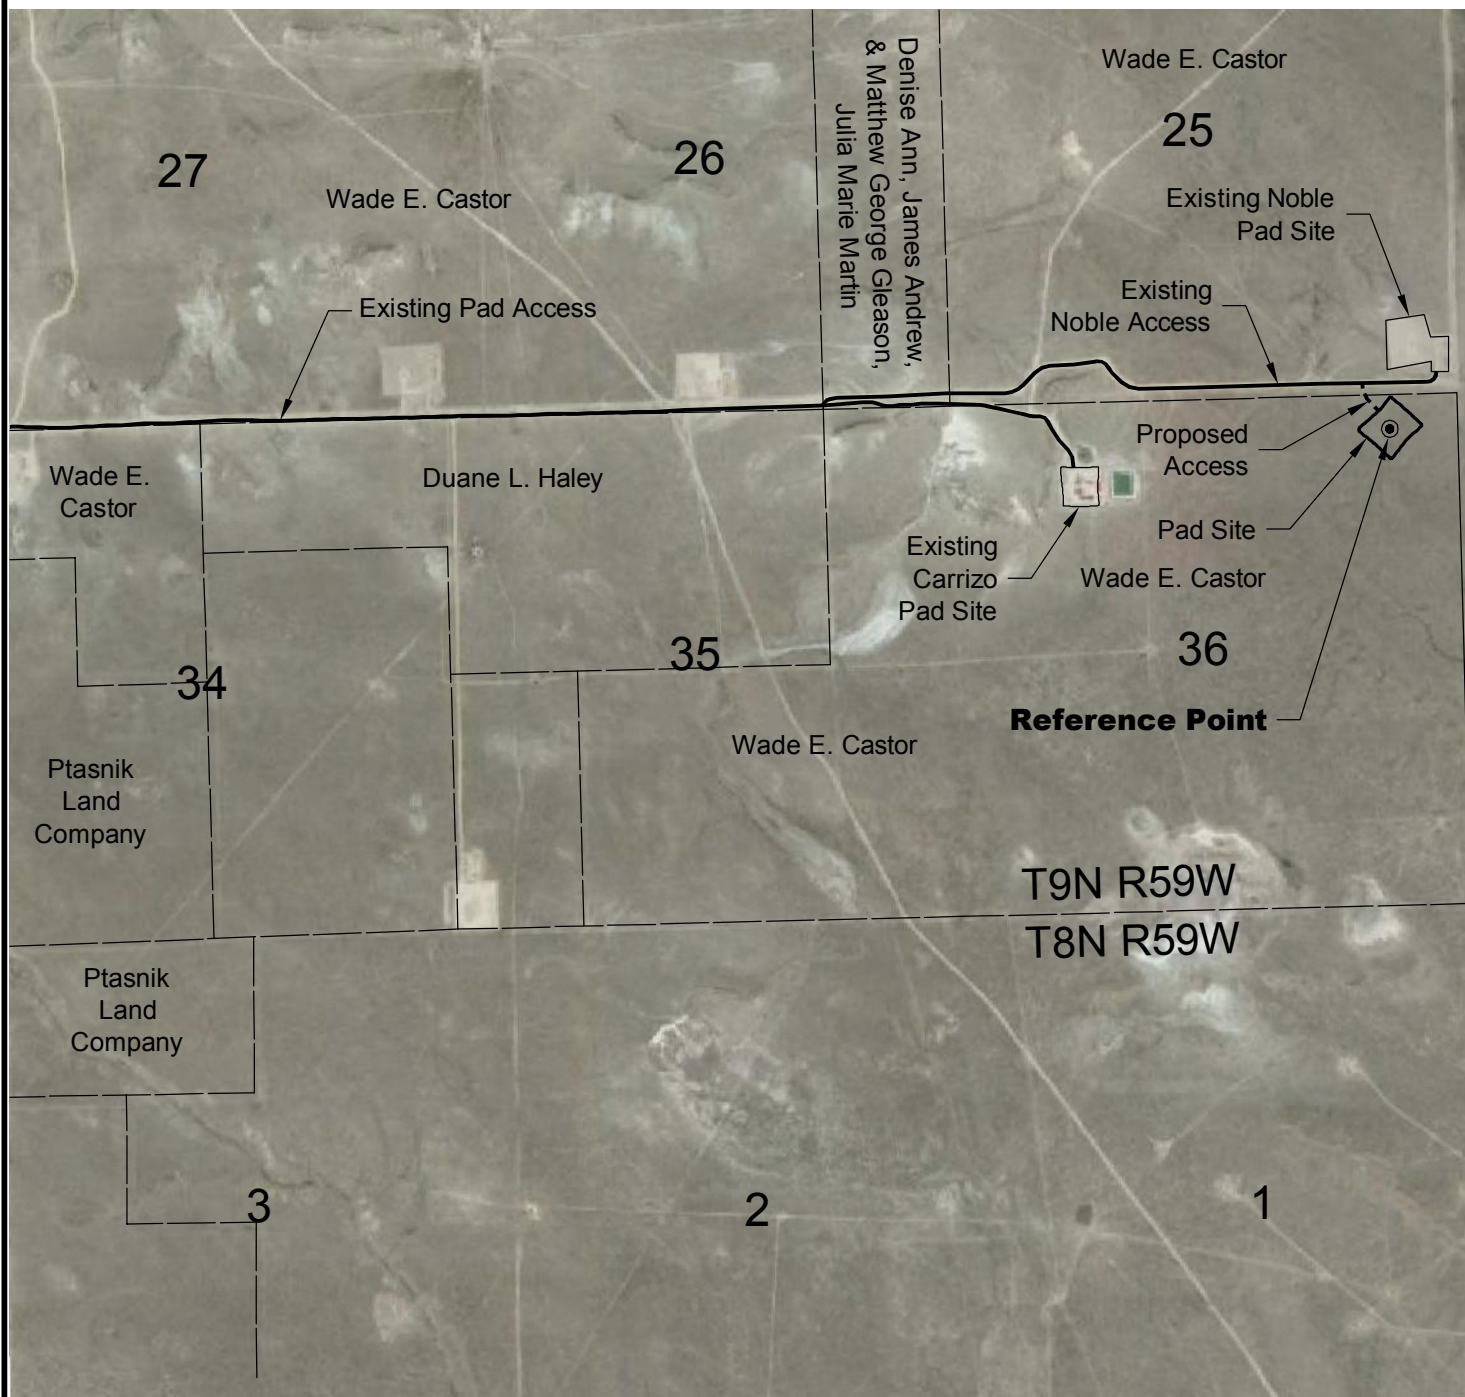 Wade E. Castor
Denise Ann, James Andrew,
& Matthew George Gleason,
Julia Marie Martin
25
27
26
Wade E. Castor
Existing Noble
Pad Site
Existing Pad Access
Existing
Noble Access
Wade E.
Castor
Duane L. Haley
Proposed
Access
Pad Site
Existing
Carrizo
Pad Site
Wade E. Castor
34
35
36
Reference Point
Wade E. Castor
Ptasnik
Land
Company
T9N R59W
T8N R59W
Ptasnik
Land
Company
3
2
1